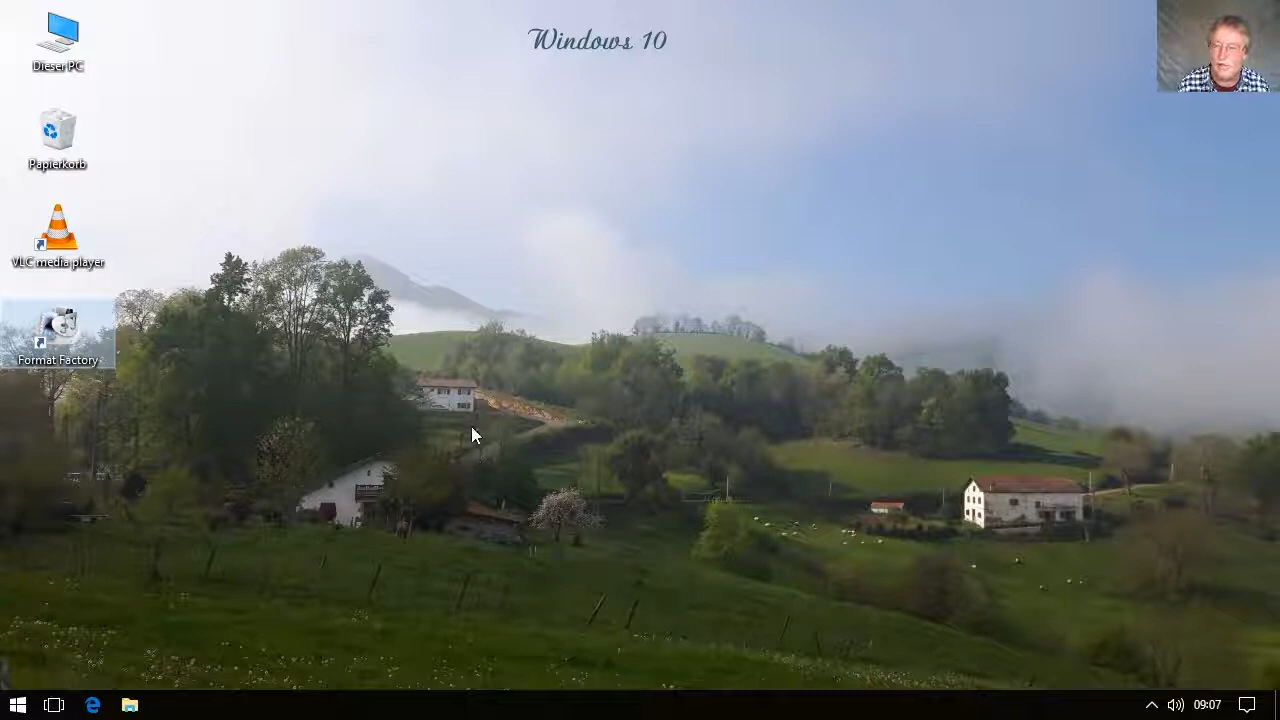 Windows 10
Dieser PC
Papierkorb
VLC media player
Format Factory
09:07